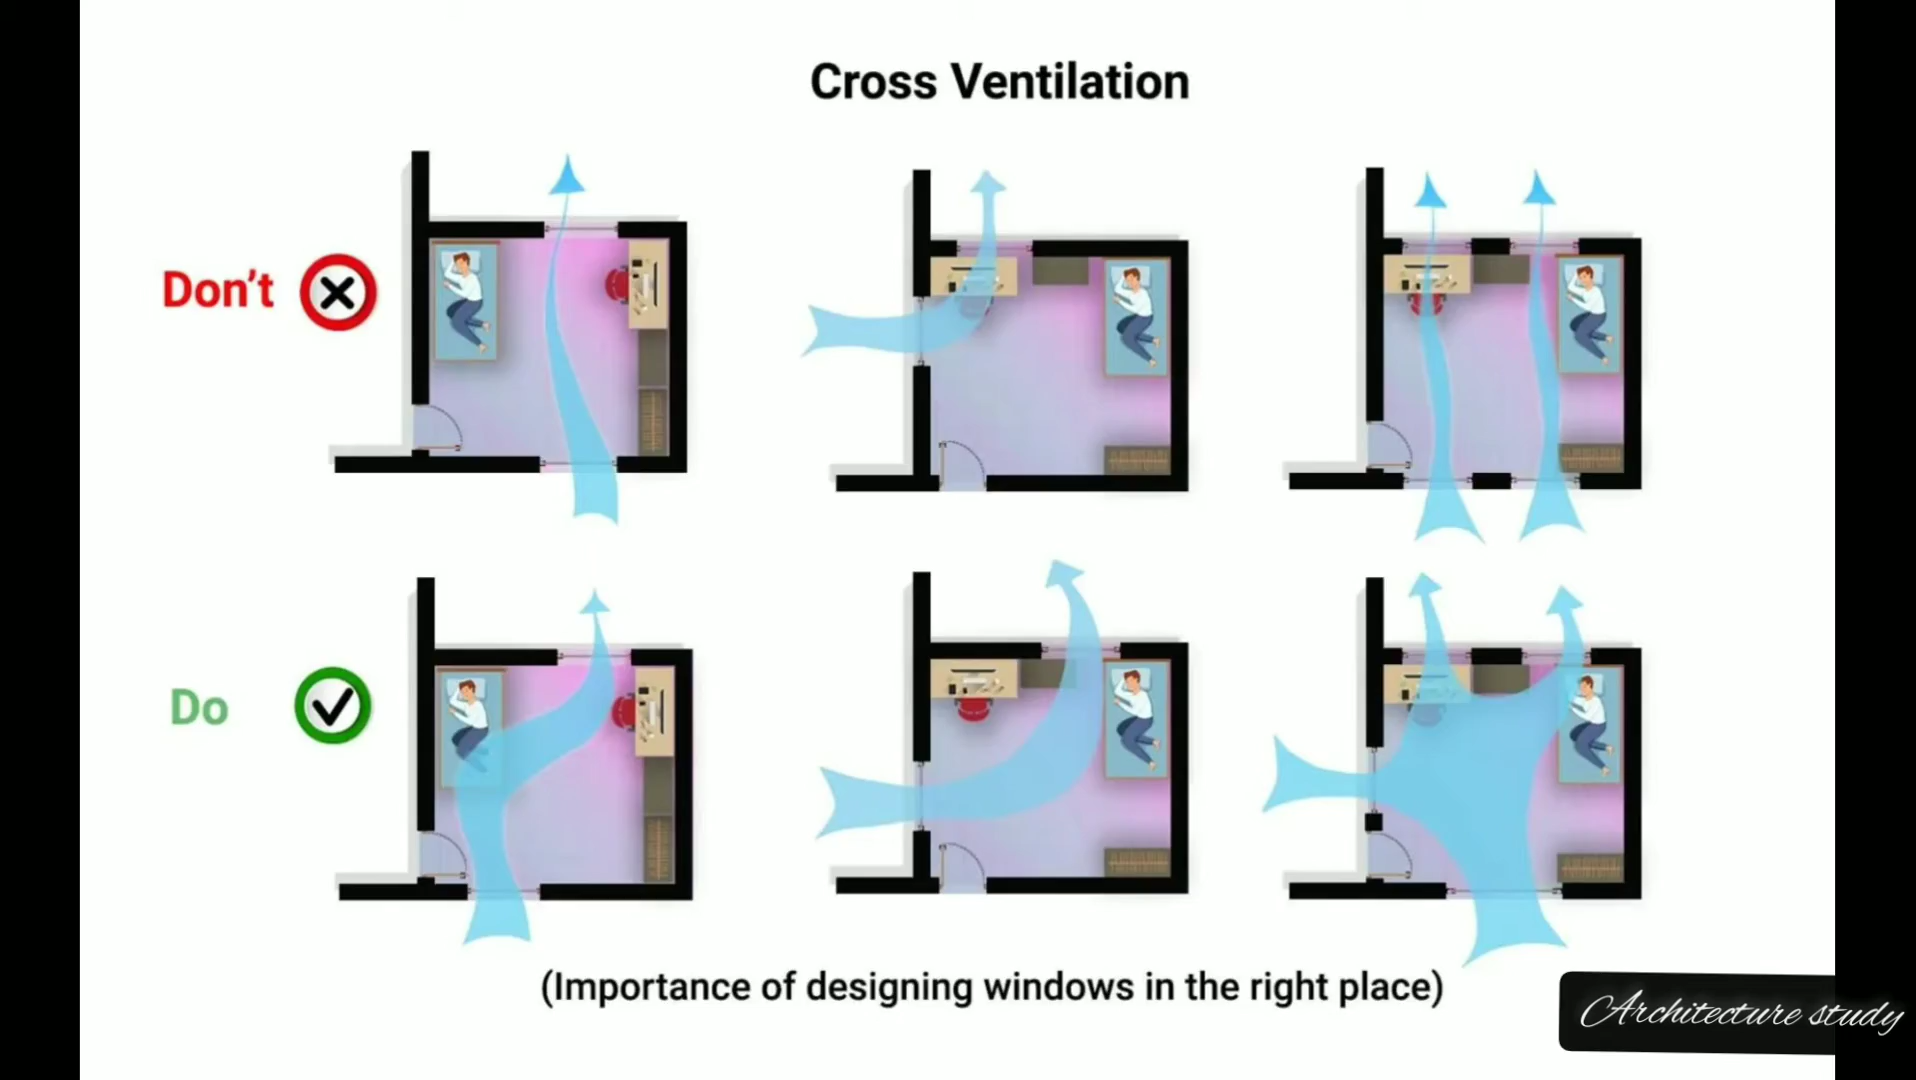 Cross Ventilation
Don't
Do
(Importance of designing windows in the right place)
Architecture study